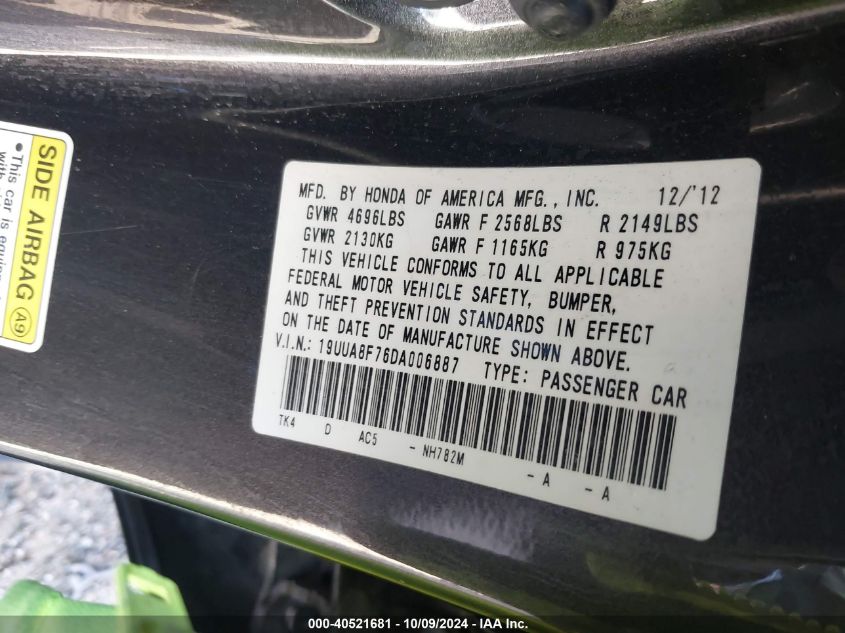 SIDE AIRBAG A9
•This car is
MFD. BY HONDA OF AMERICA MFG., INC. 12/'12
GVWR 4696LBS GAWR F 2568LBS R 2149LBS
GVWR 2130KG GAWR F 1165KG R 975KG
THIS VEHICLE CONFORMS TO ALL APPLICABLE
FEDERAL MOTOR VEHICLE SAFETY, BUMPER,
AND THEFT PREVENTION STANDARDS IN EFFECT
ON THE DATE OF MANUFACTURE SHOWN ABOVE.
V.I.N.: 19UUA8F76DA006887 TYPE: PASSENGER CAR
TK4 D AC5 - NH782M - A - A
000-40521681 - 10/09/2024 - IAA Inc.